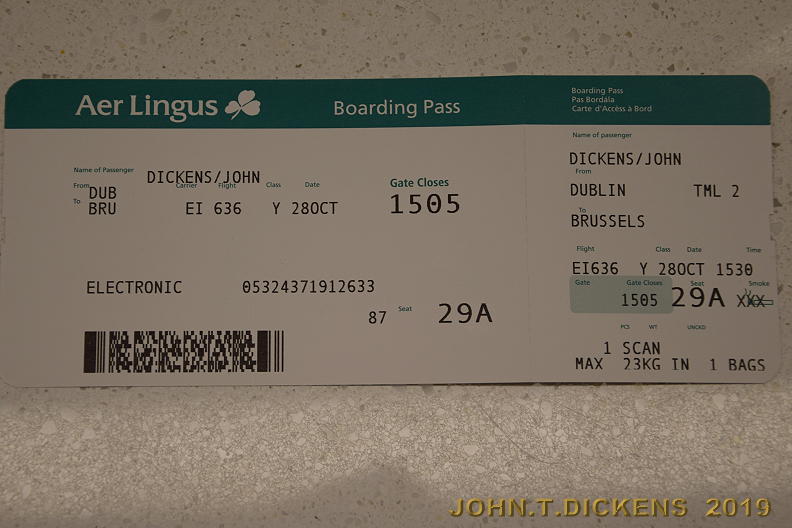 Aer Lingus
Boarding Pass
Name of Passenger
DICKENS/JOHN
From Carrier Flight Class Date
DUB
To BRU EI 636 Y 28OCT
Gate Closes
1505
ELECTRONIC 05324371912633
87 Seat 29A
Boarding Pass
Pas Bordála
Carte d'Accèss à Bord
Name of passenger
DICKENS/JOHN
From
DUBLIN TML 2
To
BRUSSELS
Flight Class Date Time
EI636 Y 28OCT 1530
Gate Gate Closes Seat Smoke
1505 29A XXX
PCS WT UNCKD
1 SCAN
MAX 23KG IN 1 BAGS
JOHN.T.DICKENS 2019